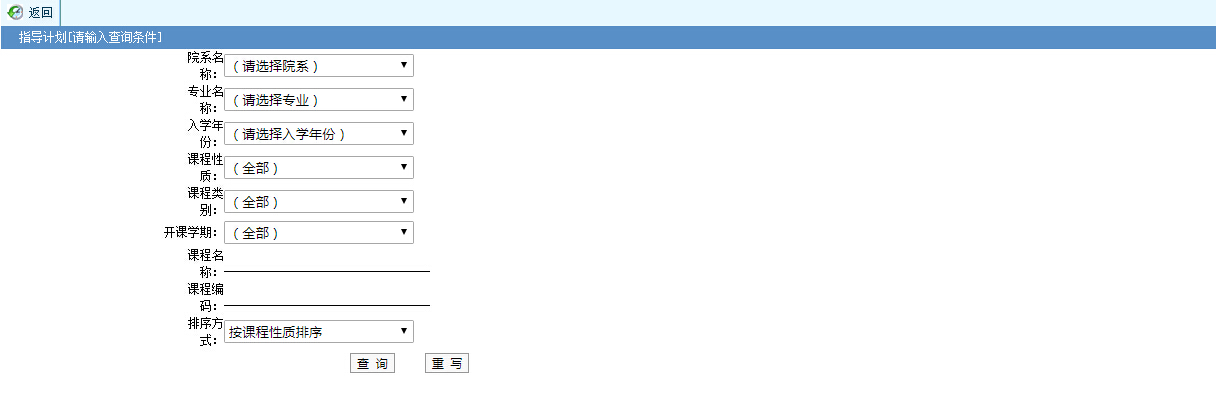 返回
指导计划[请输入查询条件]
院系名
称：
（请选择院系）
专业名
称：
（请选择专业）
入学年
份：
（请选择入学年份）
课程性
质：
（全部）
课程类
别：
（全部）
开课学期：
（全部）
课程名
称：
课程编
码：
排序方
式：
按课程性质排序
查 询
重 写